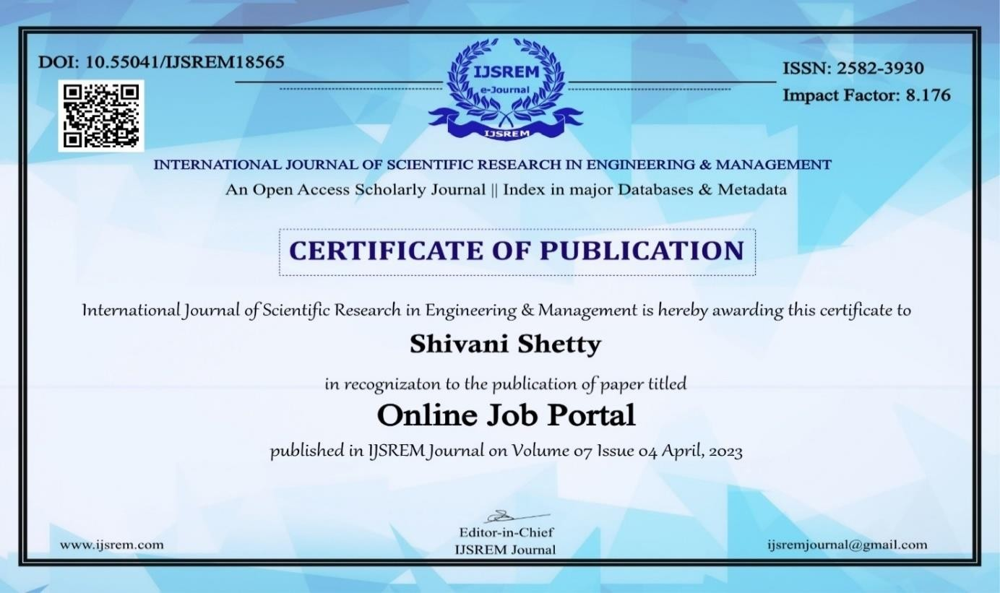 DOI: 10.55041/IJSREM18565
IJSREM
e-Journal
IJSREM
ISSN: 2582-3930
Impact Factor: 8.176
INTERNATIONAL JOURNAL OF SCIENTIFIC RESEARCH IN ENGINEERING & MANAGEMENT
An Open Access Scholarly Journal || Index in major Databases & Metadata
CERTIFICATE OF PUBLICATION
International Journal of Scientific Research in Engineering & Management is hereby awarding this certificate to
Shivani Shetty
in recognizaton to the publication of paper titled
Online Job Portal
published in IJSREM Journal on Volume 07 Issue 04 April, 2023
Editor-in-Chief
IJSREM Journal
www.ijsrem.com
ijsremjournal@gmail.com